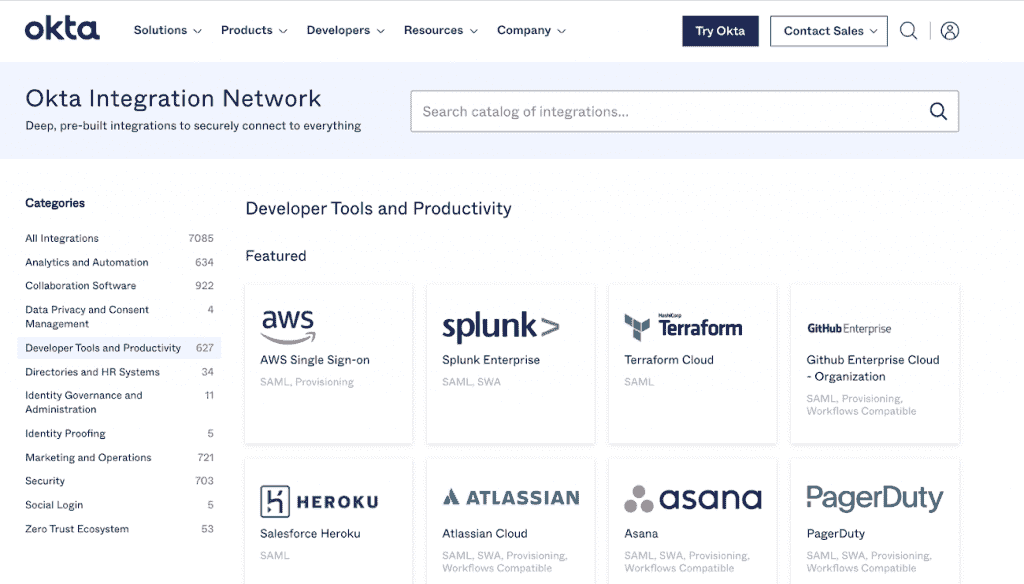 okta
Solutions
Products
Developers
Resources
Company
Try Okta
Contact Sales
Okta Integration Network
Deep, pre-built integrations to securely connect to everything
Search catalog of integrations...
Categories
All Integrations 7085
Analytics and Automation 634
Collaboration Software 922
Data Privacy and Consent 4
Management
Developer Tools and Productivity 627
Directories and HR Systems 34
Identity Governance and 11
Administration
Identity Proofing 5
Marketing and Operations 721
Security 703
Social Login 5
Zero Trust Ecosystem 53
Developer Tools and Productivity
Featured
aws
AWS Single Sign-on
SAML, Provisioning
splunk>
Splunk Enterprise
SAML, SWA
HashiCorp
Terraform
Terraform Cloud
SAML
GitHub Enterprise
Github Enterprise Cloud
- Organization
SAML, Provisioning,
Workflows Compatible
HEROKU
Salesforce Heroku
SAML
ATLASSIAN
Atlassian Cloud
SAML, SWA, Provisioning,
Workflows Compatible
asana
Asana
SAML, SWA, Provisioning,
Workflows Compatible
PagerDuty
PagerDuty
SAML, SWA, Provisioning,
Workflows Compatible